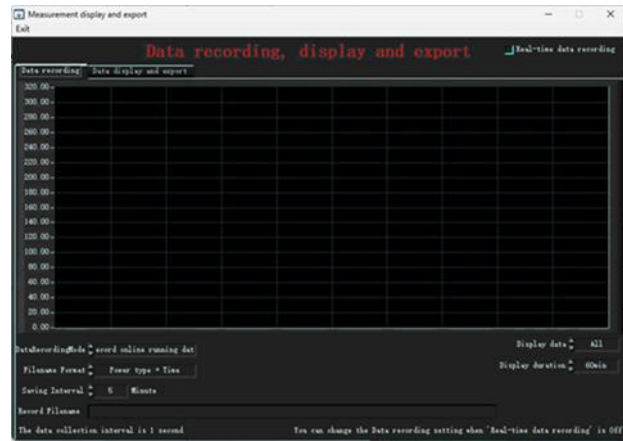 Measurement display and export
Exit
Data recording, display and export
Real-time data recording
Data recording Data display and export
320.00
300.00
280.00
260.00
240.00
220.00
200.00
180.00
160.00
140.00
120.00
100.00
80.00
60.00
40.00
20.00
0.00
DataRecordingMode ecord online running dat
Display data All
Filename Format Power type + Time
Display duration 60min
Saving Interval 5 Minute
Record Filename
The data collection interval is 1 second
You can change the Data recording setting when 'Real-time data recording' is Off